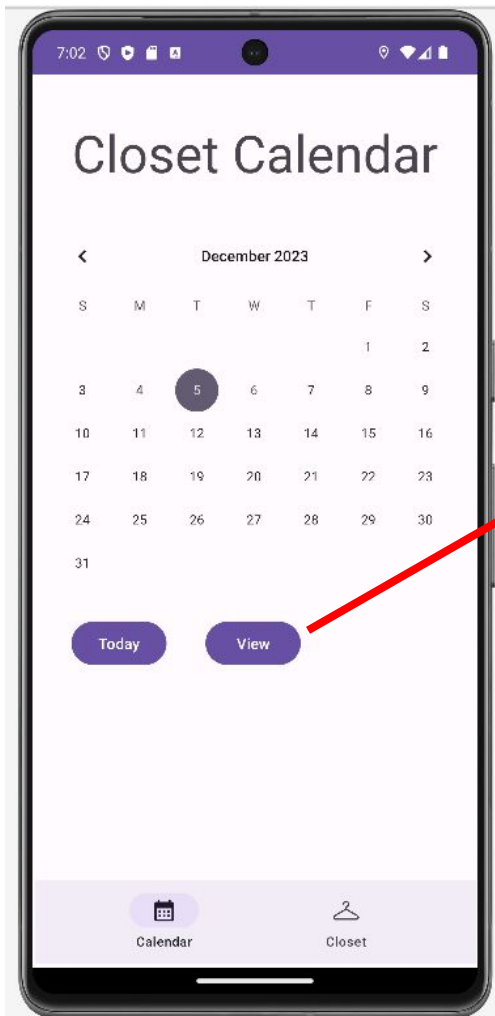 7:02
Closet Calendar
December 2023
S M T W T F S
1 2
3 4 5 6 7 8 9
10 11 12 13 14 15 16
17 18 19 20 21 22 23
24 25 26 27 28 29 30
31
Today View
Calendar Closet